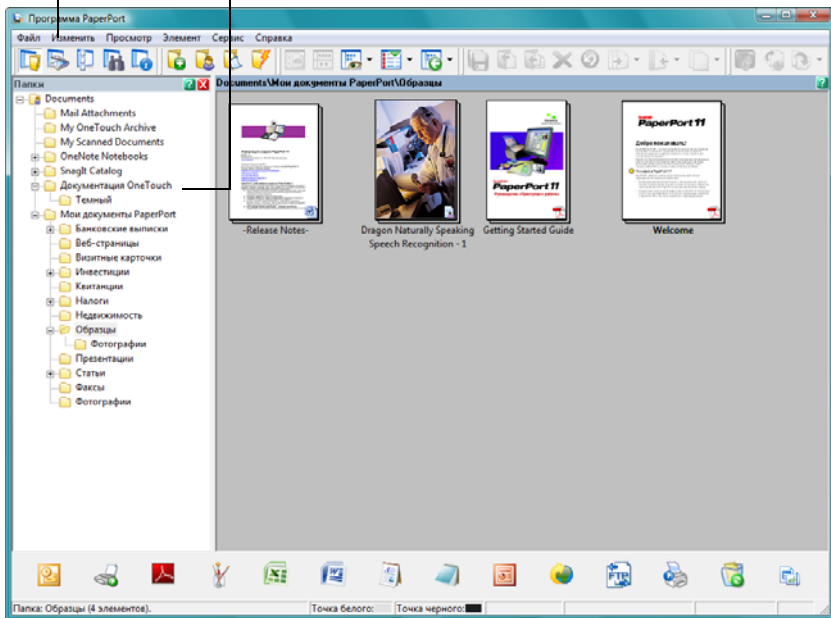 Программа PaperPort
Файл Изменить Просмотр Элемент Сервис Справка
Папки
Documents\Мои документы PaperPort\Образцы
Documents
Mail Attachments
My OneTouch Archive
My Scanned Documents
OneNote Notebooks
SnagIt Catalog
Документация OneTouch
Темный
Мои документы PaperPort
Банковские выписки
Веб-страницы
Визитные карточки
Инвестиции
Квитанции
Налоги
Недвижимость
Образцы
Фотографии
Презентации
Статьи
Факсы
Фотографии
PaperPort 11
PaperPort 11
Добро пожаловать!
-Release Notes-
Dragon Naturally Speaking
Speech Recognition - 1
Getting Started Guide
Welcome
FTP
Папка: Образцы (4 элементов).
Точка белого:
Точка черного: